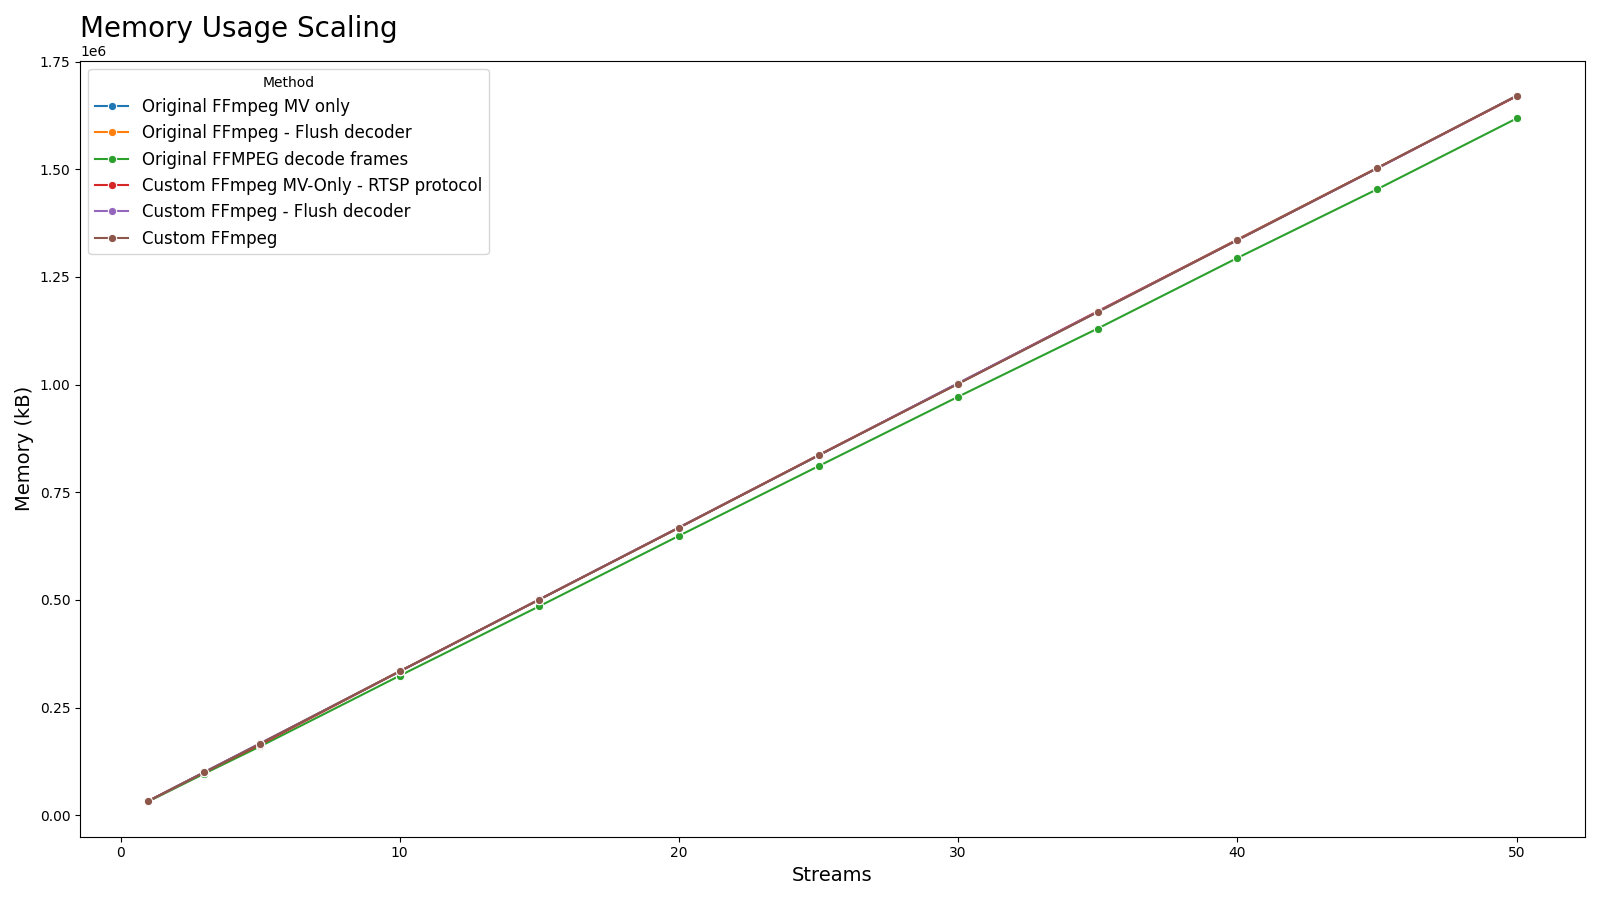 Memory Usage Scaling
1e6
1.75
1.50
1.25
1.00
0.75
0.50
0.25
0.00
Memory (kB)
Method
Original FFmpeg MV only
Original FFmpeg - Flush decoder
Original FFMPEG decode frames
Custom FFmpeg MV-Only - RTSP protocol
Custom FFmpeg - Flush decoder
Custom FFmpeg
0 10 20 30 40 50
Streams